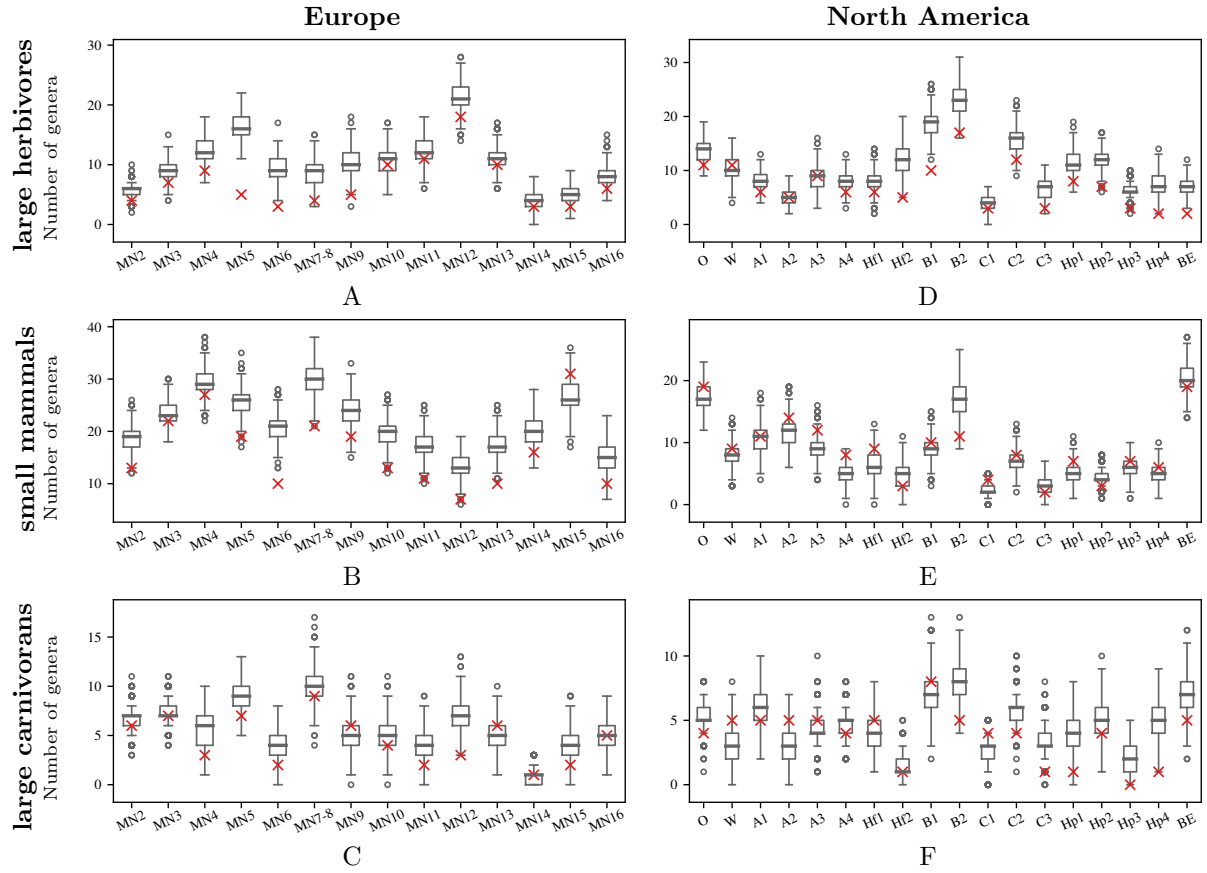 Europe
North America
large herbivores
Number of genera
30
20
10
0
MN2 MN3 MN4 MN5 MN6 MN7-8 MN9 MN10 MN11 MN12 MN13 MN14 MN15 MN16
A
30
20
10
0
O W A1 A2 A3 A4 Hf1 Hf2 B1 B2 C1 C2 C3 Hp1 Hp2 Hp3 Hp4 BE
D
small mammals
Number of genera
40
30
20
10
MN2 MN3 MN4 MN5 MN6 MN7-8 MN9 MN10 MN11 MN12 MN13 MN14 MN15 MN16
B
20
10
0
O W A1 A2 A3 A4 Hf1 Hf2 B1 B2 C1 C2 C3 Hp1 Hp2 Hp3 Hp4 BE
E
large carnivorans
Number of genera
15
10
5
0
MN2 MN3 MN4 MN5 MN6 MN7-8 MN9 MN10 MN11 MN12 MN13 MN14 MN15 MN16
C
10
5
0
O W A1 A2 A3 A4 Hf1 Hf2 B1 B2 C1 C2 C3 Hp1 Hp2 Hp3 Hp4 BE
F